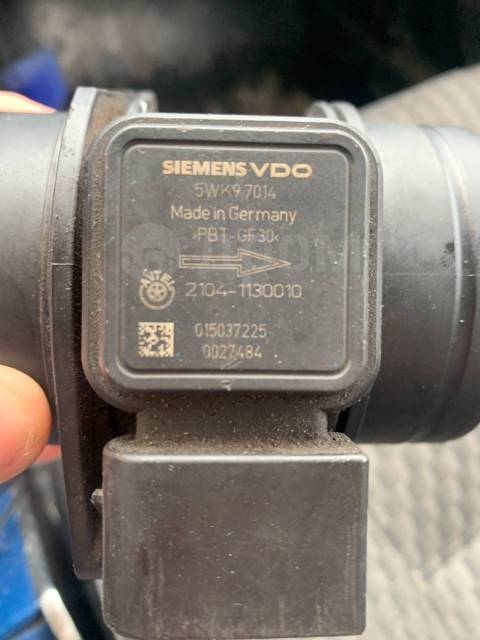 SIEMENS VDO
5WK9 7014
Made in Germany
>PBT-GF30<
2104-1130010
015037225
0027484